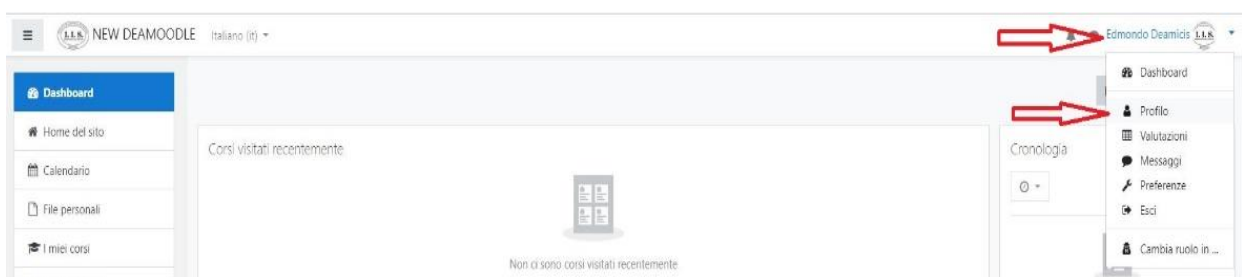 NEW DEAMOODLE Italiano (it)
Edmondo Deamicis I.I.S.
Dashboard
Home del sito
Calendario
File personali
I miei corsi
Corsi visitati recentemente
Non ci sono corsi visitati recentemente
Cronologia
Dashboard
Profilo
Valutazioni
Messaggi
Preferenze
Esci
Cambia ruolo in ...